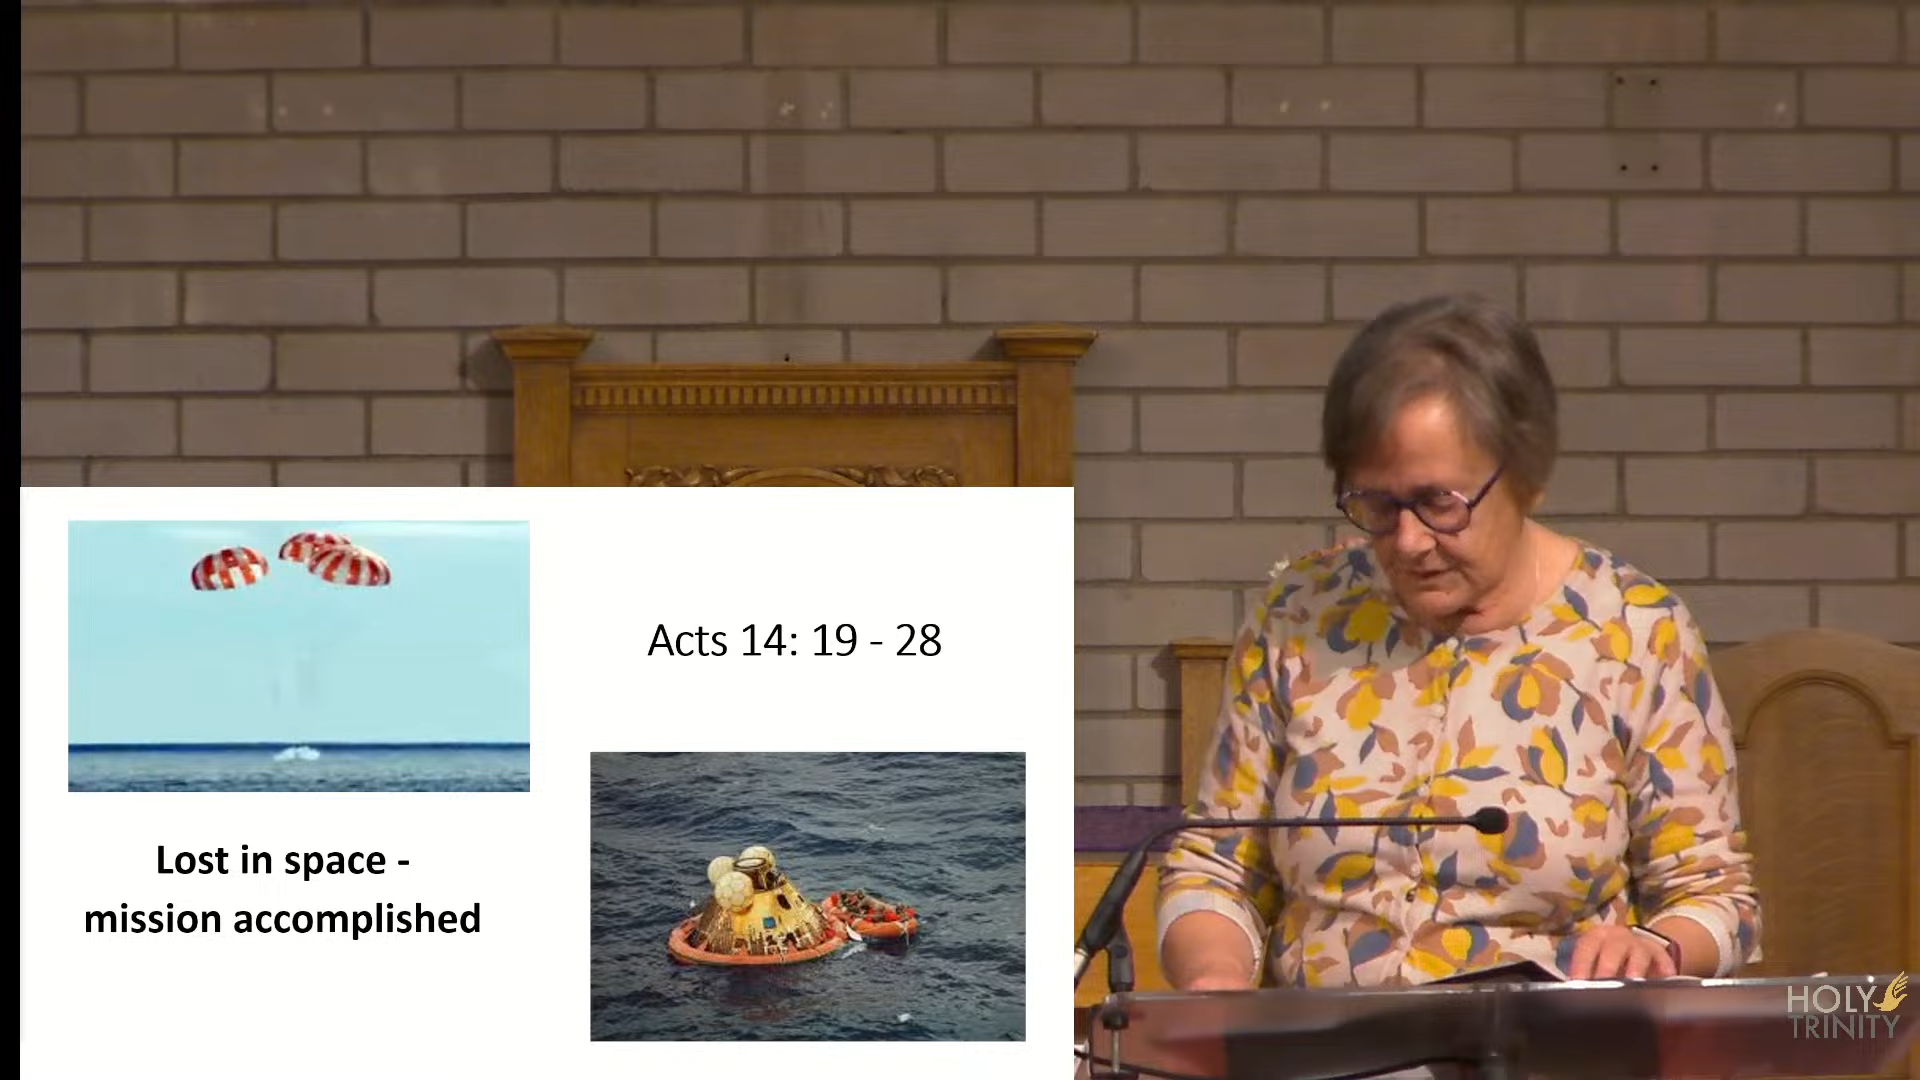 Acts 14: 19 - 28
Lost in space -
mission accomplished
HOLY
TRINITY